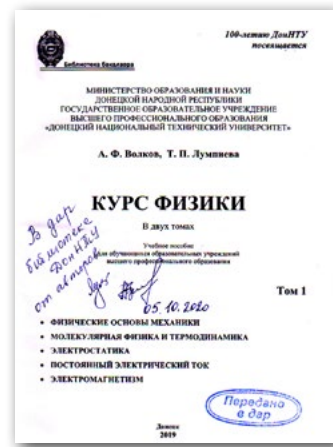 100-летию ДонНТУ
посвящается
Библиотека бакалавра
МИНИСТЕРСТВО ОБРАЗОВАНИЯ И НАУКИ
ДОНЕЦКОЙ НАРОДНОЙ РЕСПУБЛИКИ
ГОСУДАРСТВЕННОЕ ОБРАЗОВАТЕЛЬНОЕ УЧРЕЖДЕНИЕ
ВЫСШЕГО ПРОФЕССИОНАЛЬНОГО ОБРАЗОВАНИЯ
«ДОНЕЦКИЙ НАЦИОНАЛЬНЫЙ ТЕХНИЧЕСКИЙ УНИВЕРСИТЕТ»
А. Ф. Волков, Т. П. Лумпиева
КУРС ФИЗИКИ
В двух томах
Учебное пособие
для обучающихся образовательных учреждений
высшего профессионального образования
В дар
библиотеке
ДонНТУ
от авторов
05.10.2020
Том 1
• ФИЗИЧЕСКИЕ ОСНОВЫ МЕХАНИКИ
• МОЛЕКУЛЯРНАЯ ФИЗИКА И ТЕРМОДИНАМИКА
• ЭЛЕКТРОСТАТИКА
• ПОСТОЯННЫЙ ЭЛЕКТРИЧЕСКИЙ ТОК
• ЭЛЕКТРОМАГНЕТИЗМ
Передано
в дар
Донецк
2019